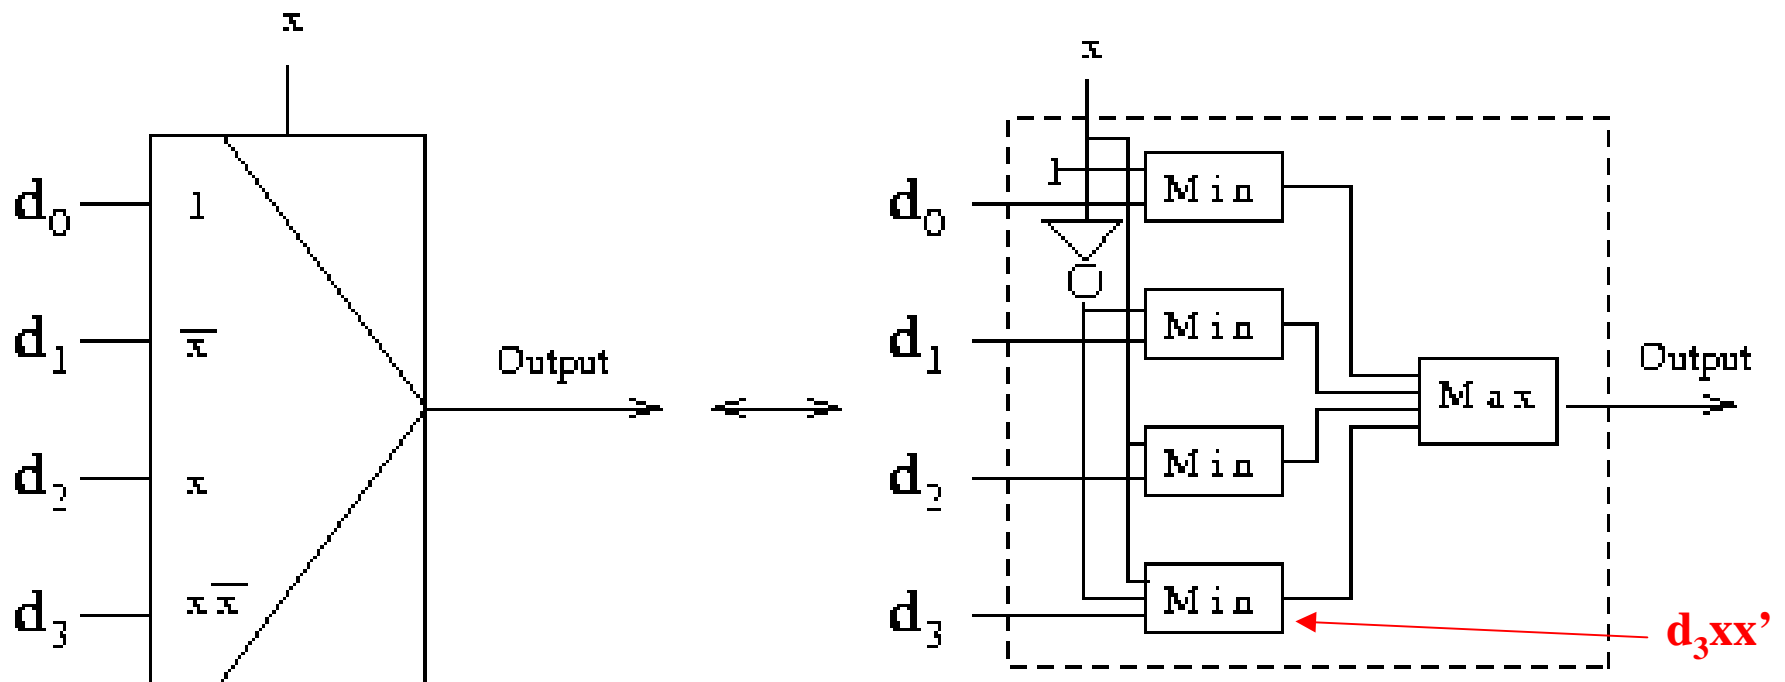 x
d₀ 1
d₁ x̅
d₂ x
d₃ xx̅
Output
x
1
d₀ Min
d₁ Min
d₂ Min
d₃ Min
Max
Output
d₃xx’